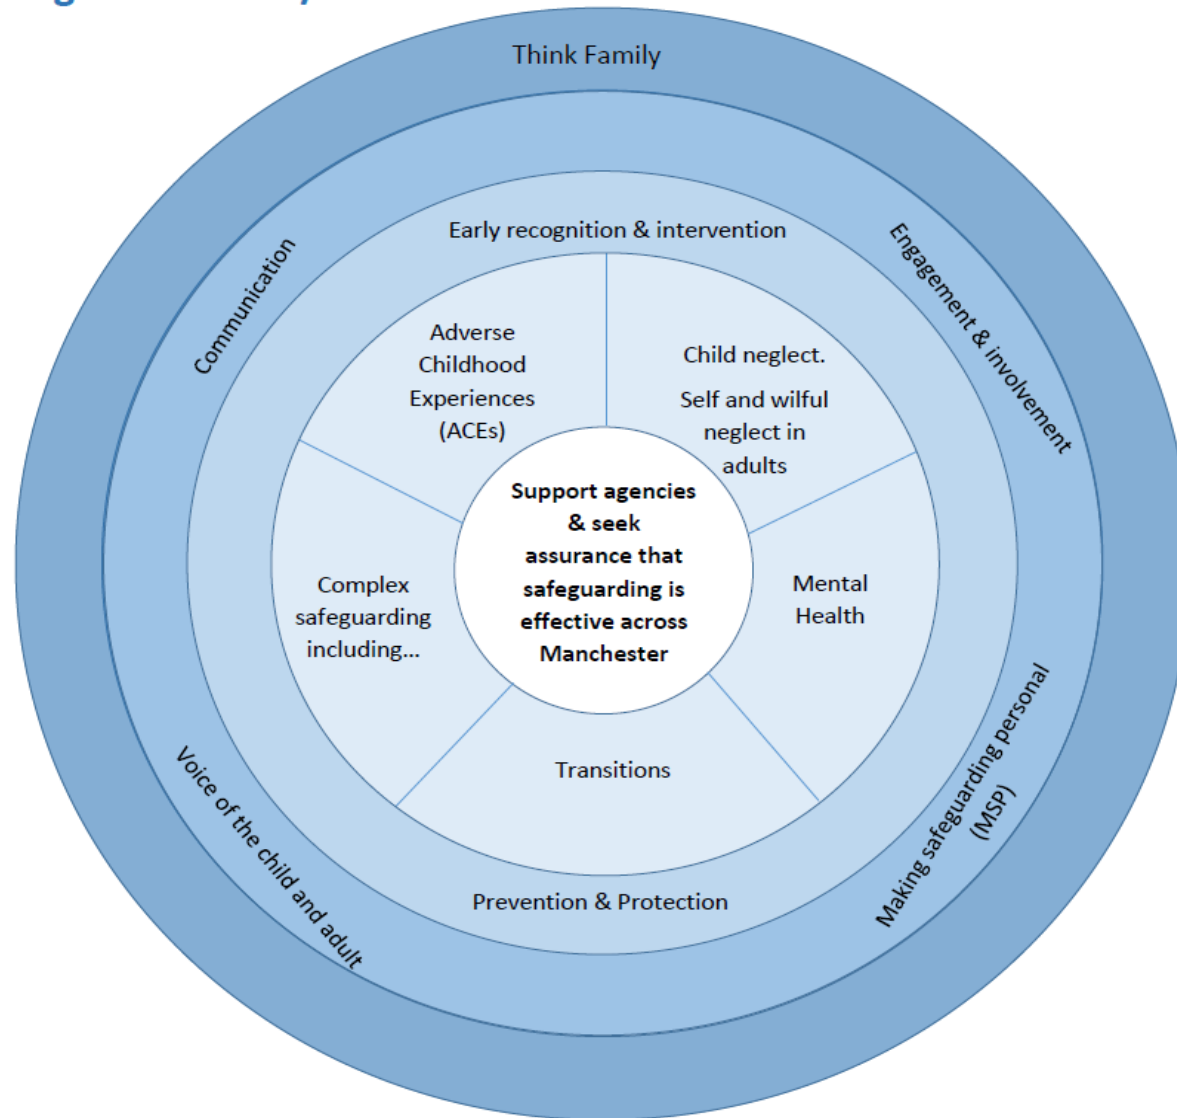 Think Family
Communication
Engagement & involvement
Early recognition & intervention
Adverse
Childhood
Experiences
(ACEs)
Child neglect.
Self and wilful
neglect in
adults
Support agencies
& seek
assurance that
safeguarding is
effective across
Manchester
Complex
safeguarding
including...
Mental
Health
Transitions
Prevention & Protection
Voice of the child and adult
Making safeguarding personal
(MSP)